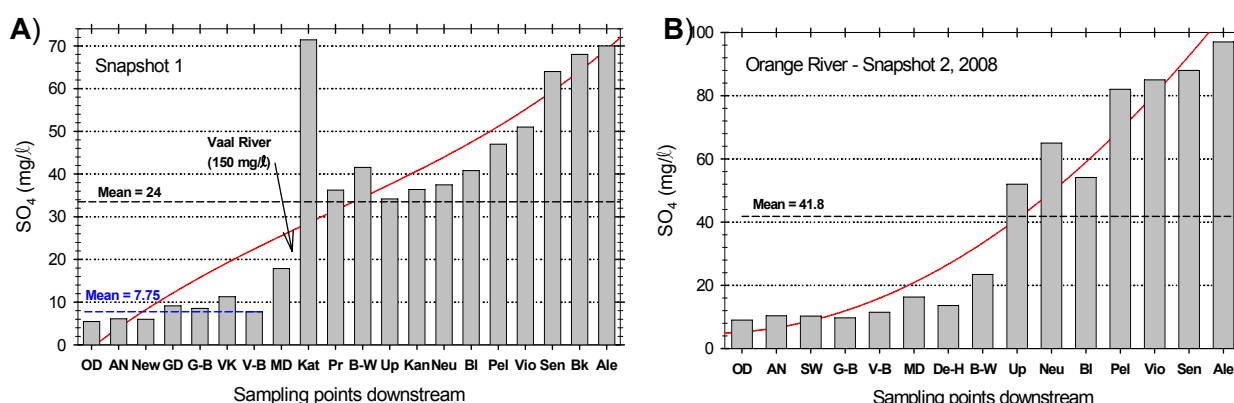 A)
Snapshot 1
Vaal River
(150 mg/ℓ)
Mean = 24
Mean = 7.75
SO4 (mg/ℓ)
70
60
50
40
30
20
10
0
OD AN New GD G-B VK V-B MD Kat Pr B-W Up Kan Neu Bl Pel Vio Sen Bk Ale
Sampling points downstream
B)
Orange River - Snapshot 2, 2008
Mean = 41.8
SO4 (mg/ℓ)
100
80
60
40
20
0
OD AN SW G-B V-B MD De-H B-W Up Neu Bl Pel Vio Sen Ale
Sampling points downstream